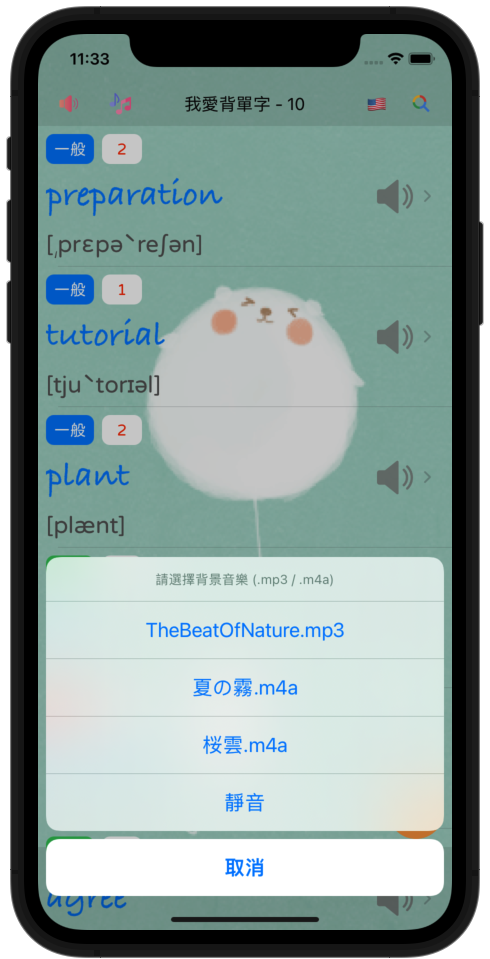 11:33
我愛背單字 - 10
一般 2
preparation
[ˌprɛpəˋreʃən]
一般 1
tutorial
[tjuˋtorɪəl]
一般 2
plant
[plænt]
請選擇背景音樂 (.mp3 / .m4a)
TheBeatOfNature.mp3
夏の霧.m4a
桜雲.m4a
靜音
取消
agree